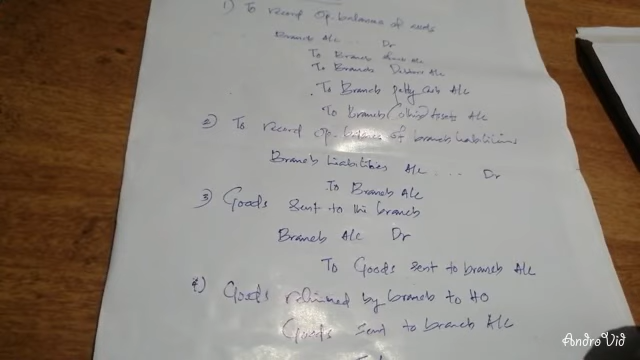 1) To record op. balance of assets
Branch A/c ... Dr
To Branch Stock A/c
To Branch Debtors A/c
To Branch petty cash A/c
To Branch (other) Assets A/c
2) To record op. balance of branch liabilities
Branch Liabilities A/c ... Dr
To Branch A/c
3) Goods sent to the branch
Branch A/c Dr
To Goods sent to branch A/c
4) Goods returned by branch to HO
Goods sent to branch A/c
To
AndroVid